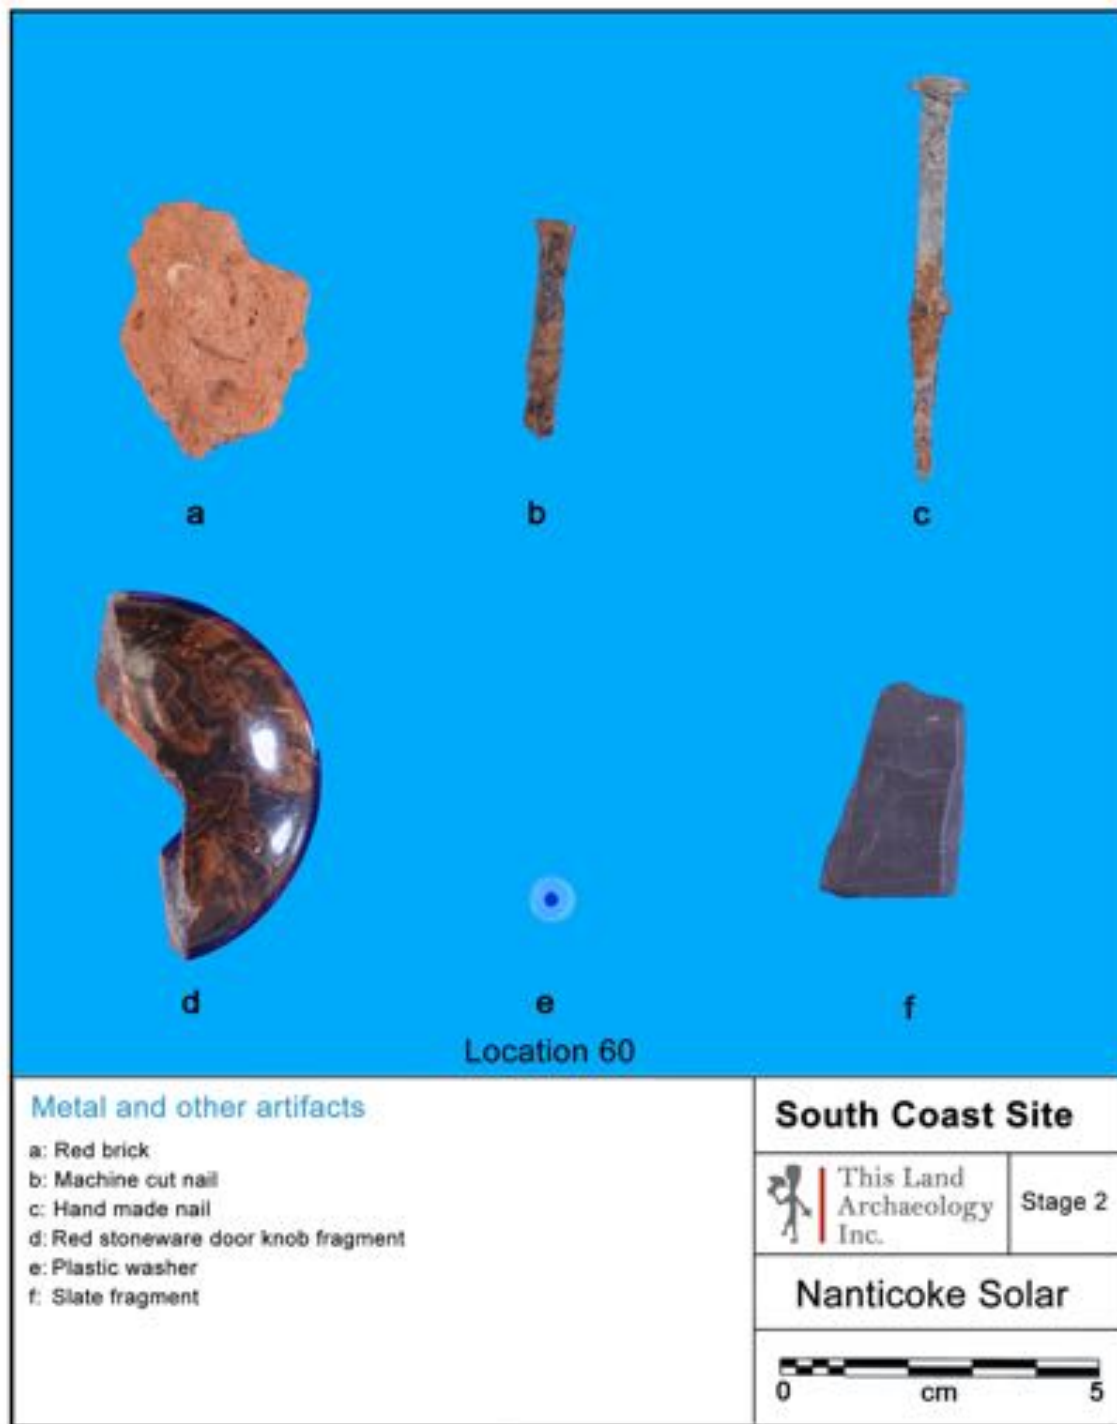 a
b
c
d
e
f
Location 60
Metal and other artifacts
a: Red brick
b: Machine cut nail
c: Hand made nail
d: Red stoneware door knob fragment
e: Plastic washer
f: Slate fragment
South Coast Site
This Land
Archaeology
Inc.
Stage 2
Nanticoke Solar
0 cm 5